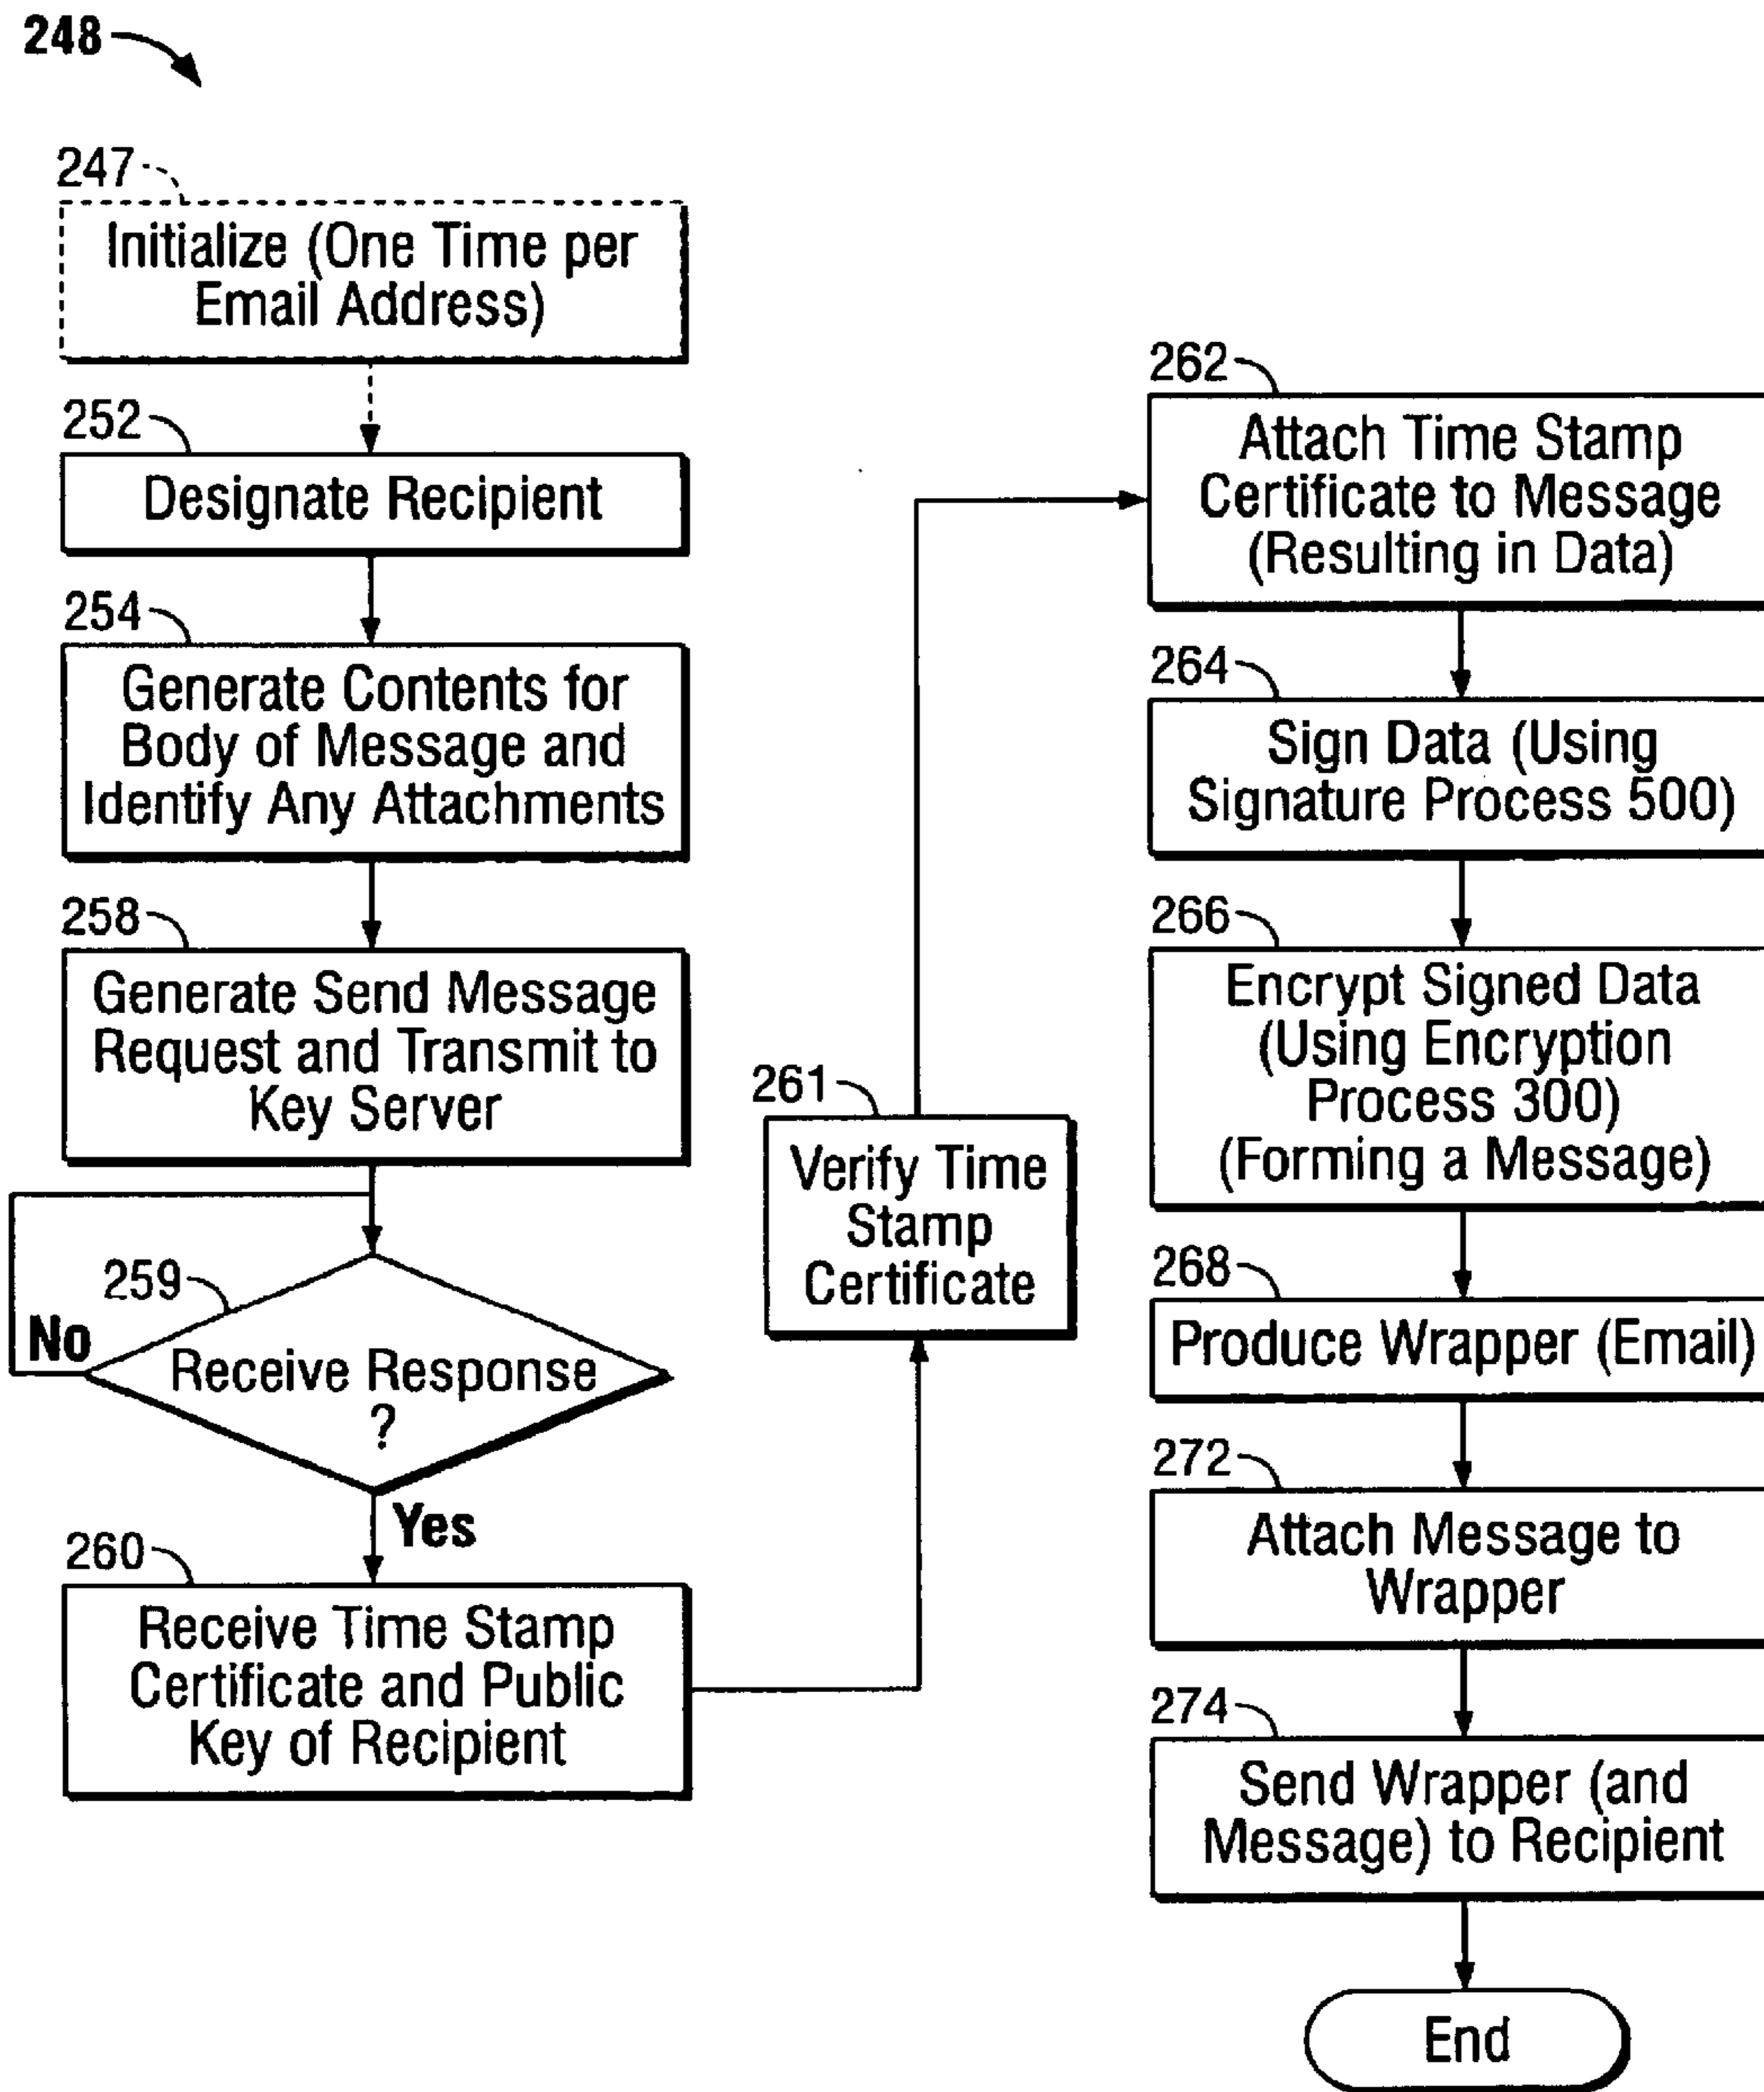 248
247
Initialize (One Time per
Email Address)
252
Designate Recipient
254
Generate Contents for
Body of Message and
Identify Any Attachments
258
Generate Send Message
Request and Transmit to
Key Server
259
No
Receive Response
?
Yes
260
Receive Time Stamp
Certificate and Public
Key of Recipient
261
Verify Time
Stamp
Certificate
262
Attach Time Stamp
Certificate to Message
(Resulting in Data)
264
Sign Data (Using
Signature Process 500)
266
Encrypt Signed Data
(Using Encryption
Process 300)
(Forming a Message)
268
Produce Wrapper (Email)
272
Attach Message to
Wrapper
274
Send Wrapper (and
Message) to Recipient
End